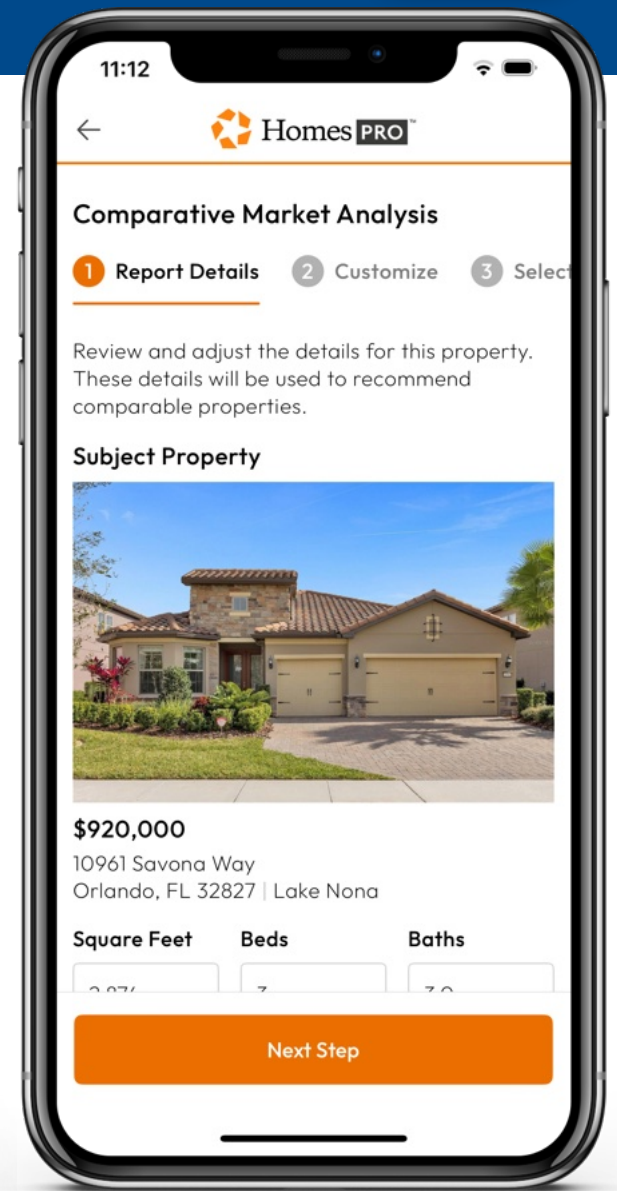 11:12
Homes PRO™
Comparative Market Analysis
1 Report Details 2 Customize 3 Select
Review and adjust the details for this property.
These details will be used to recommend
comparable properties.
Subject Property
$920,000
10961 Savona Way
Orlando, FL 32827 | Lake Nona
Square Feet Beds Baths
Next Step